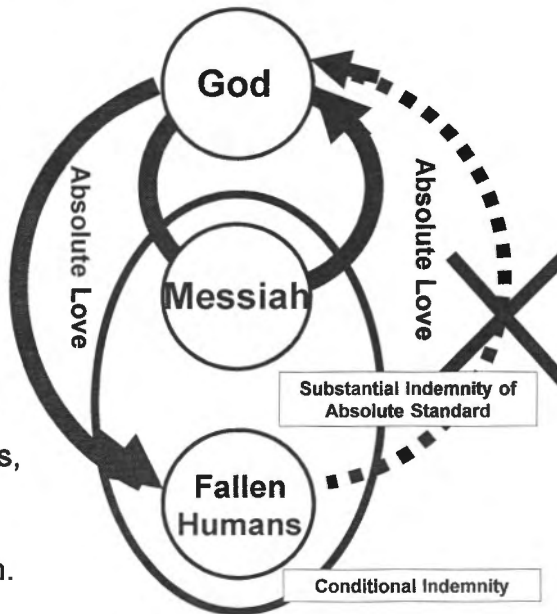 God
Absolute Love
Absolute Love
Messiah
Substantial Indemnity of
Absolute Standard
s,
Fallen
Humans
n.
Conditional Indemnity